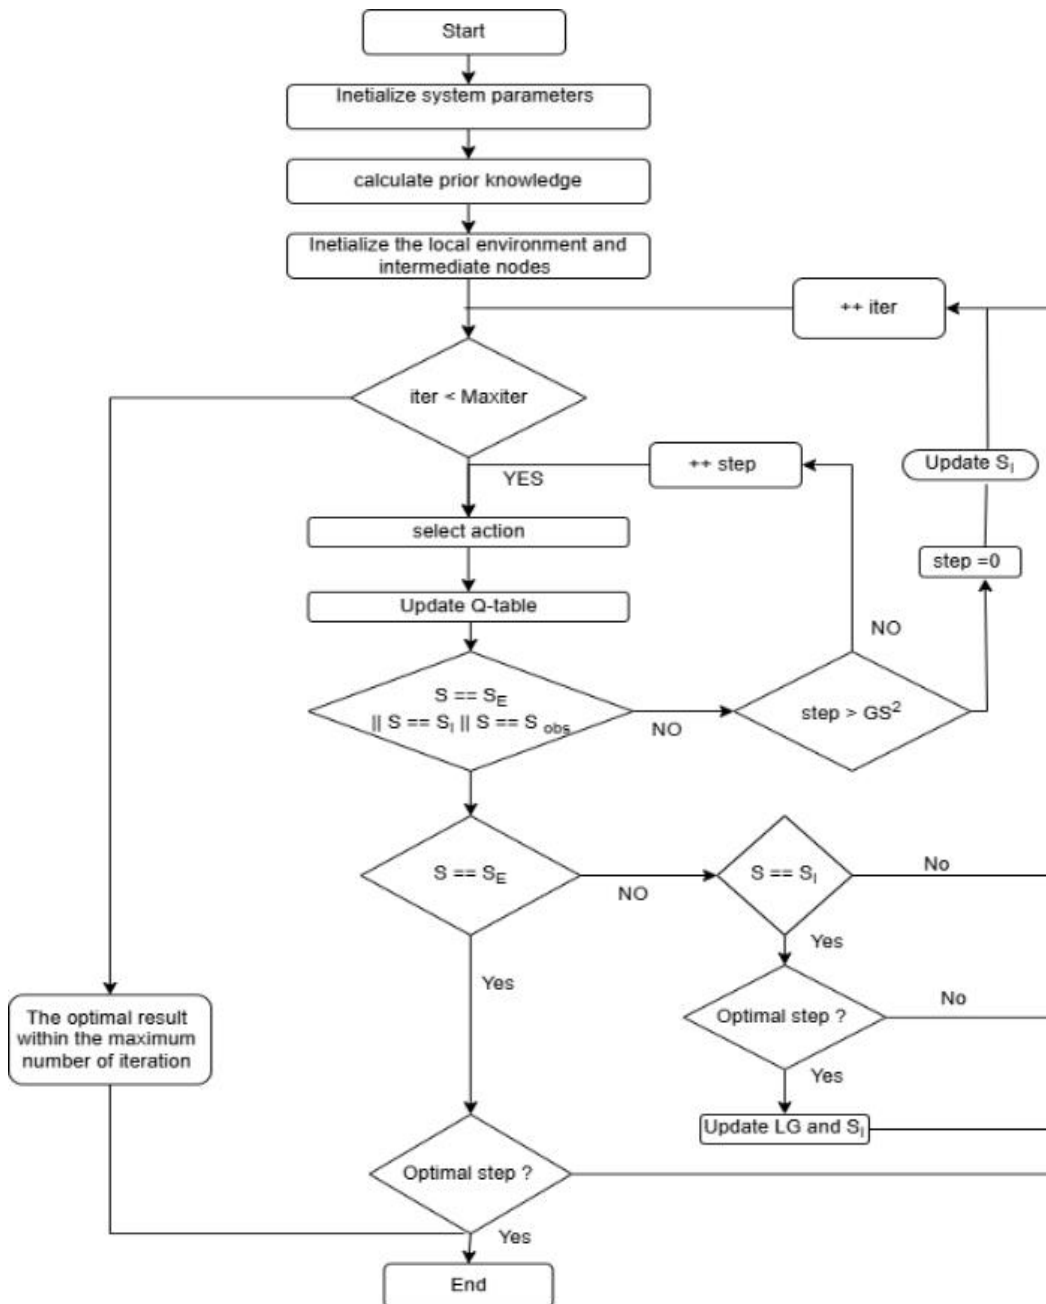 Start
Inetialize system parameters
calculate prior knowledge
Inetialize the local environment and
intermediate nodes
++ iter
iter < Maxiter
YES
++ step
Update S_I
select action
step =0
Update Q-table
NO
S == S_E
|| S == S_I || S == S_obs
NO
step > GS²
S == S_E
NO
S == S_I
No
Yes
Yes
The optimal result
within the maximum
number of iteration
Optimal step ?
No
Yes
Update LG and S_I
Optimal step ?
Yes
End